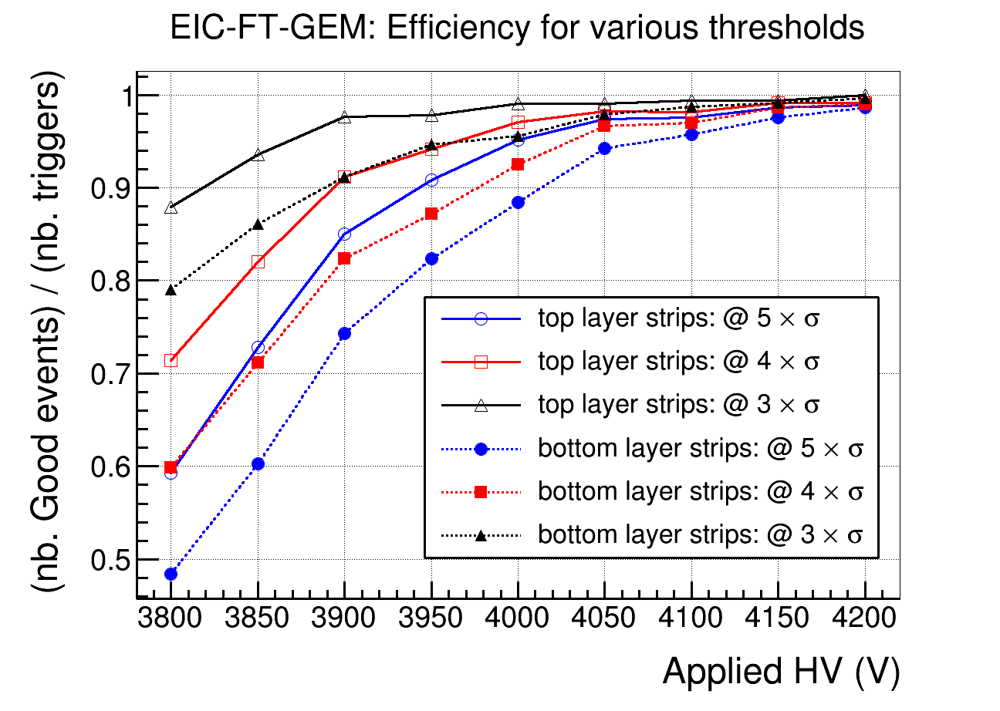 EIC-FT-GEM: Efficiency for various thresholds
(nb. Good events) / (nb. triggers)
1
0.9
0.8
0.7
0.6
0.5
top layer strips: @ 5 × σ
top layer strips: @ 4 × σ
top layer strips: @ 3 × σ
bottom layer strips: @ 5 × σ
bottom layer strips: @ 4 × σ
bottom layer strips: @ 3 × σ
3800 3850 3900 3950 4000 4050 4100 4150 4200
Applied HV (V)